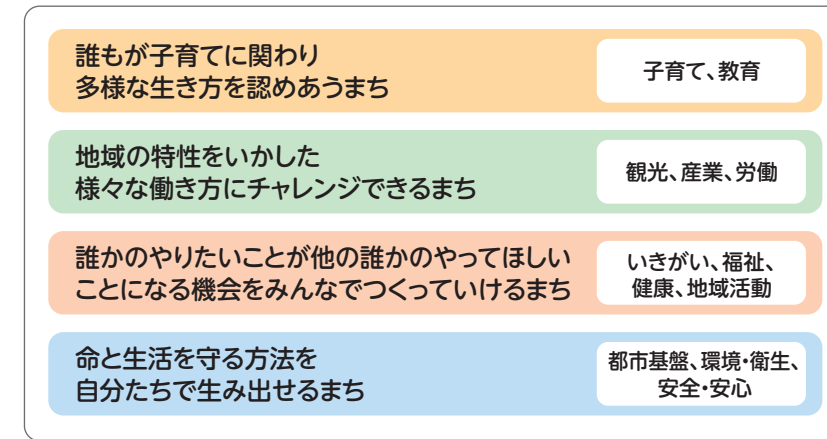 誰もが子育てに関わり
多様な生き方を認めあうまち
子育て、教育
地域の特性をいかした
様々な働き方にチャレンジできるまち
観光、産業、労働
誰かのやりたいことが他の誰かのやってほしい
ことになる機会をみんなでつくっていけるまち
いきがい、福祉、
健康、地域活動
命と生活を守る方法を
自分たちで生み出せるまち
都市基盤、環境・衛生、
安全・安心